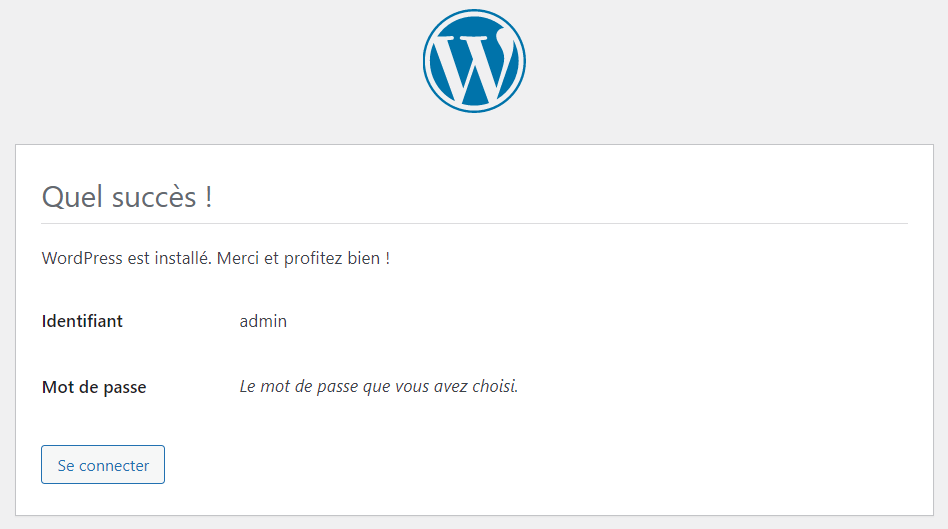 Quel succès !
WordPress est installé. Merci et profitez bien !
Identifiant admin
Mot de passe Le mot de passe que vous avez choisi.
Se connecter